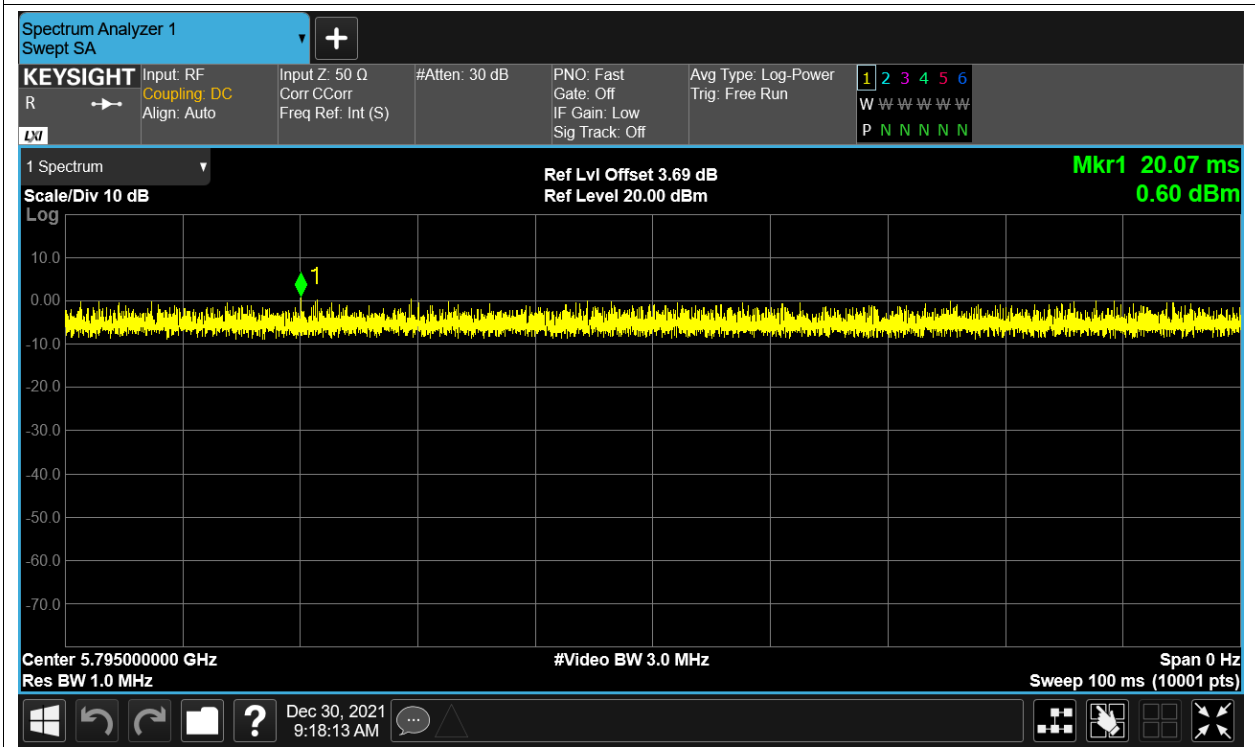 Spectrum Analyzer 1
Swept SA
KEYSIGHT
R
LXI
Input: RF
Coupling: DC
Align: Auto
Input Z: 50 Ω
Corr CCorr
Freq Ref: Int (S)
#Atten: 30 dB
PNO: Fast
Gate: Off
IF Gain: Low
Sig Track: Off
Avg Type: Log-Power
Trig: Free Run
1 2 3 4 5 6
W W W W W W
P N N N N N
1 Spectrum
Scale/Div 10 dB
Ref Lvl Offset 3.69 dB
Ref Level 20.00 dBm
Mkr1 20.07 ms
0.60 dBm
Log
10.0
0.00
-10.0
-20.0
-30.0
-40.0
-50.0
-60.0
-70.0
1
Center 5.795000000 GHz
Res BW 1.0 MHz
#Video BW 3.0 MHz
Span 0 Hz
Sweep 100 ms (10001 pts)
?
Dec 30, 2021
9:18:13 AM